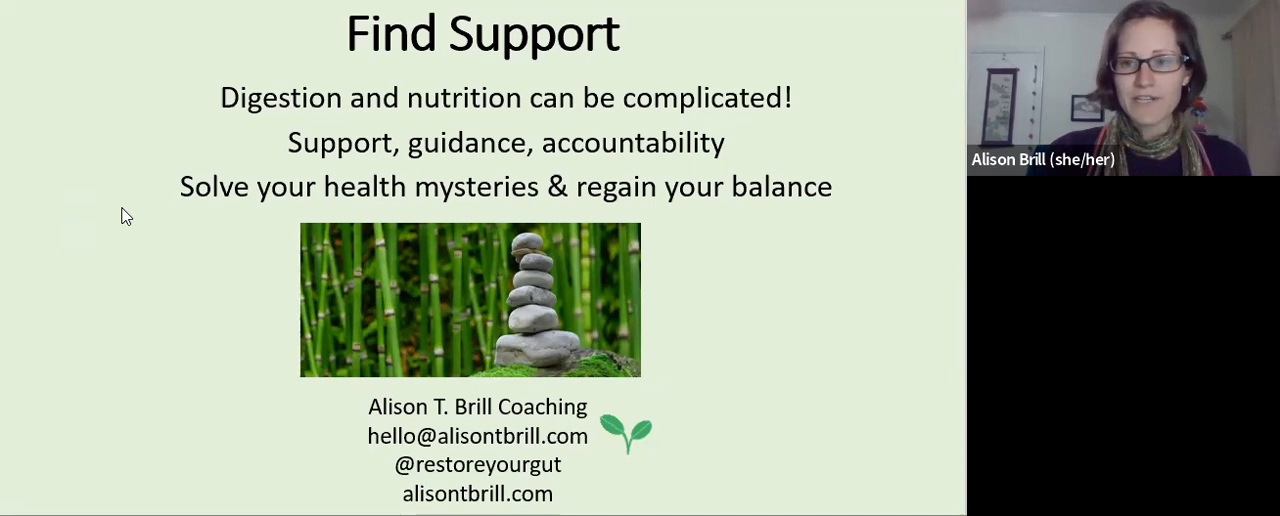 Find Support
Digestion and nutrition can be complicated!
Support, guidance, accountability
Solve your health mysteries & regain your balance
Alison T. Brill Coaching
hello@alisontbrill.com
@restoreyourgut
alisontbrill.com
Alison Brill (she/her)